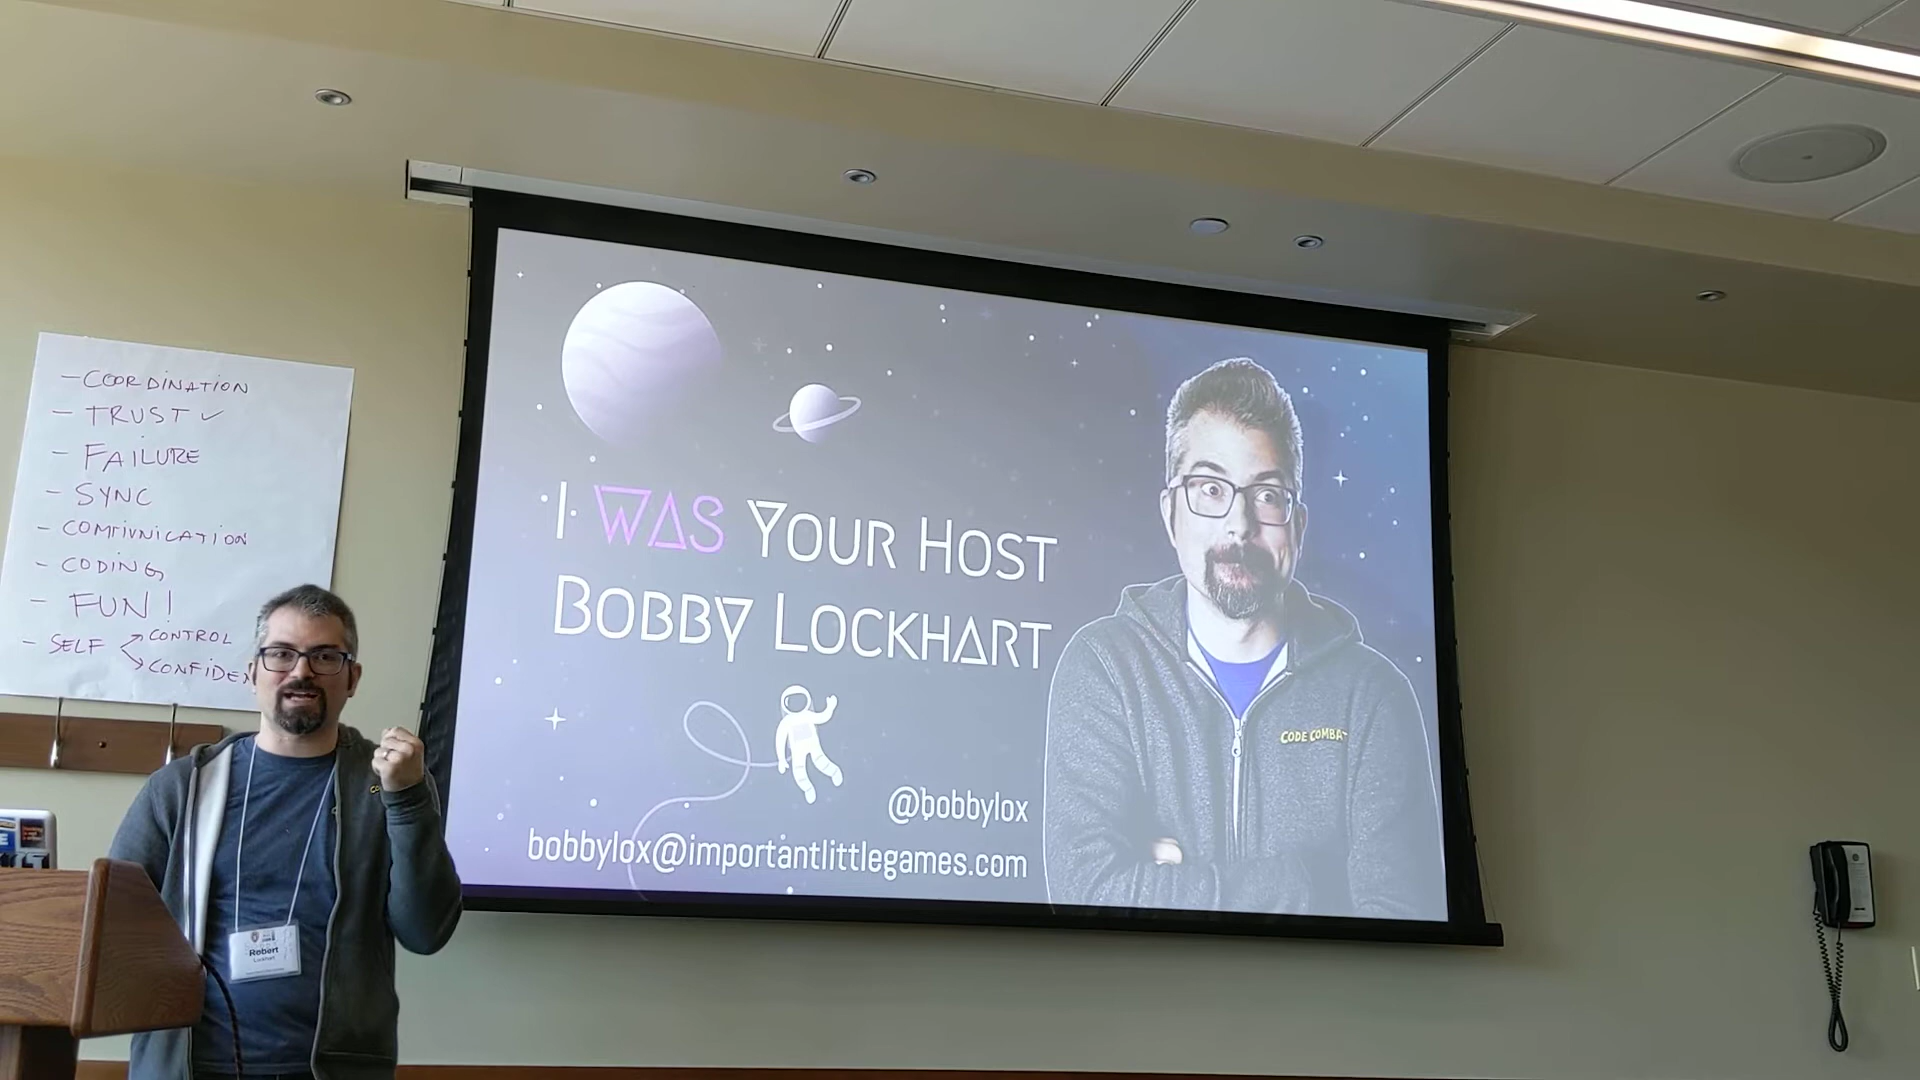 - COORDINATION
- TRUST ✓
- FAILURE
- SYNC
- COMMUNICATION
- CODING
- FUN!
- SELF
CONTROL
CONFIDE
I WAS YOUR HOST
BOBBY LOCKHART
@bobbylox
bobbylox@importantlittlegames.com
CODE COMBAT
Robert
Lockhart